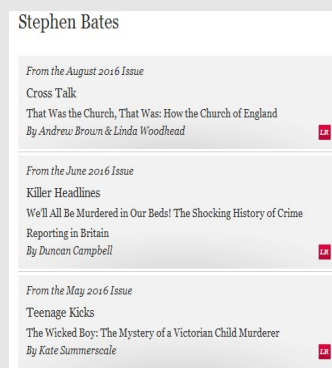 Stephen Bates
From the August 2016 Issue
Cross Talk
That Was the Church, That Was: How the Church of England
By Andrew Brown & Linda Woodhead
LR
From the June 2016 Issue
Killer Headlines
We'll All Be Murdered in Our Beds! The Shocking History of Crime
Reporting in Britain
By Duncan Campbell
LR
From the May 2016 Issue
Teenage Kicks
The Wicked Boy: The Mystery of a Victorian Child Murderer
By Kate Summerscale
LR